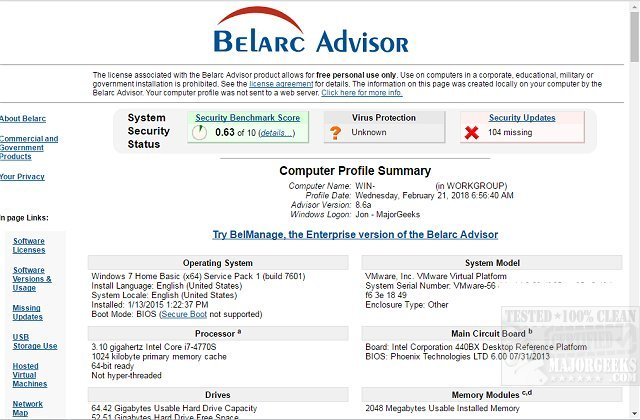 BELARC ADVISOR
The license associated with the Belarc Advisor product allows for free personal use only. Use on computers in a corporate, educational, military or
government installation is prohibited. See the license agreement for details. The information on this page was created locally on your computer by the
Belarc Advisor. Your computer profile was not sent to a web server. Click here for more info.
About Belarc
Commercial and
Government
Products
Your Privacy
In page Links:
Software
Licenses
Software
Versions &
Usage
Missing
Updates
USB
Storage Use
Hosted
Virtual
Machines
Network
Map
System
Security
Status
Security Benchmark Score
0.63 of 10 (details...)
Virus Protection
Unknown
Security Updates
104 missing
Computer Profile Summary
Computer Name: WIN- (in WORKGROUP)
Profile Date: Wednesday, February 21, 2018 6:56:40 AM
Advisor Version: 8.6a
Windows Logon: Jon - MajorGeeks
Try BelManage, the Enterprise version of the Belarc Advisor
Operating System
Windows 7 Home Basic (x64) Service Pack 1 (build 7601)
Install Language: English (United States)
System Locale: English (United States)
Installed: 1/13/2015 1:22:37 PM
Boot Mode: BIOS (Secure Boot not supported)
System Model
VMware, Inc. VMware Virtual Platform
System Serial Number: VMware-56
f6 3e 18 49
Enclosure Type: Other
Processor a
3.10 gigahertz Intel Core i7-4770S
1024 kilobyte primary memory cache
64-bit ready
Not hyper-threaded
Main Circuit Board b
Board: Intel Corporation 440BX Desktop Reference Platform
BIOS: Phoenix Technologies LTD 6.00 07/31/2013
Drives
64.42 Gigabytes Usable Hard Drive Capacity
52.51 Gigabytes Hard Drive Free Space
Memory Modules c,d
2048 Megabytes Usable Installed Memory
TESTED ★100% CLEAN
CERTIFIED
MAJORGEEKS
.COM